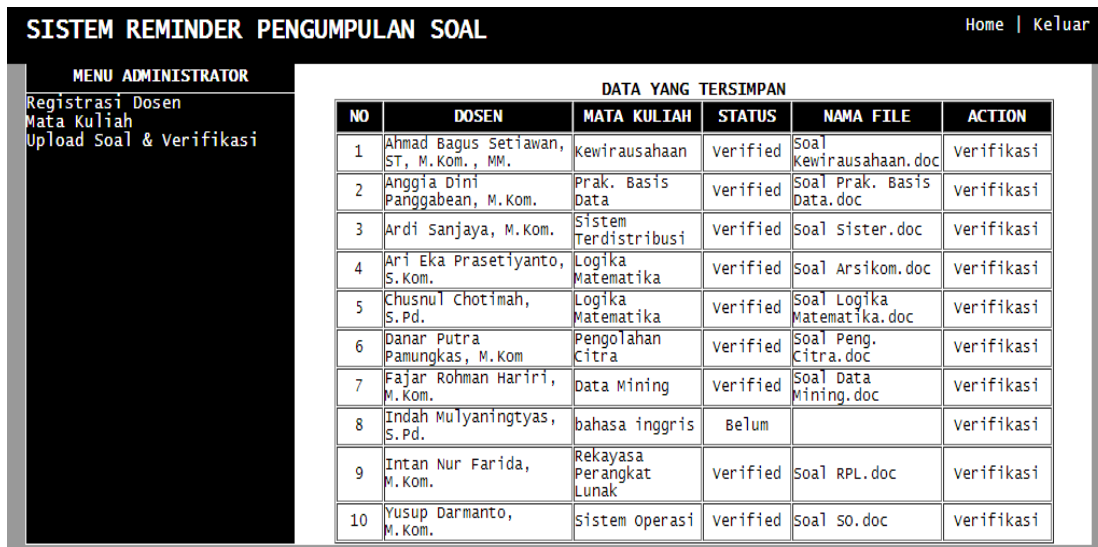 SISTEM REMINDER PENGUMPULAN SOAL
Home | Keluar
MENU ADMINISTRATOR
Registrasi Dosen
Mata Kuliah
Upload Soal & Verifikasi
DATA YANG TERSIMPAN
NO DOSEN MATA KULIAH STATUS NAMA FILE ACTION
1 Ahmad Bagus Setiawan, ST, M.Kom., MM. Kewirausahaan Verified Soal Kewirausahaan.doc Verifikasi
2 Anggia Dini Panggabean, M.Kom. Prak. Basis Data Verified Soal Prak. Basis Data.doc Verifikasi
3 Ardi Sanjaya, M.Kom. Sistem Terdistribusi Verified Soal Sister.doc Verifikasi
4 Ari Eka Prasetiyanto, S.Kom. Logika Matematika Verified Soal Arsikom.doc Verifikasi
5 Chusnul Chotimah, S.Pd. Logika Matematika Verified Soal Logika Matematika.doc Verifikasi
6 Danar Putra Pamungkas, M.Kom Pengolahan Citra Verified Soal Peng. Citra.doc Verifikasi
7 Fajar Rohman Hariri, M.Kom. Data Mining Verified Soal Data Mining.doc Verifikasi
8 Indah Mulyaningtyas, S.Pd. bahasa inggris Belum Verifikasi
9 Intan Nur Farida, M.Kom. Rekayasa Perangkat Lunak Verified Soal RPL.doc Verifikasi
10 Yusup Darmanto, M.Kom. Sistem Operasi Verified Soal SO.doc Verifikasi